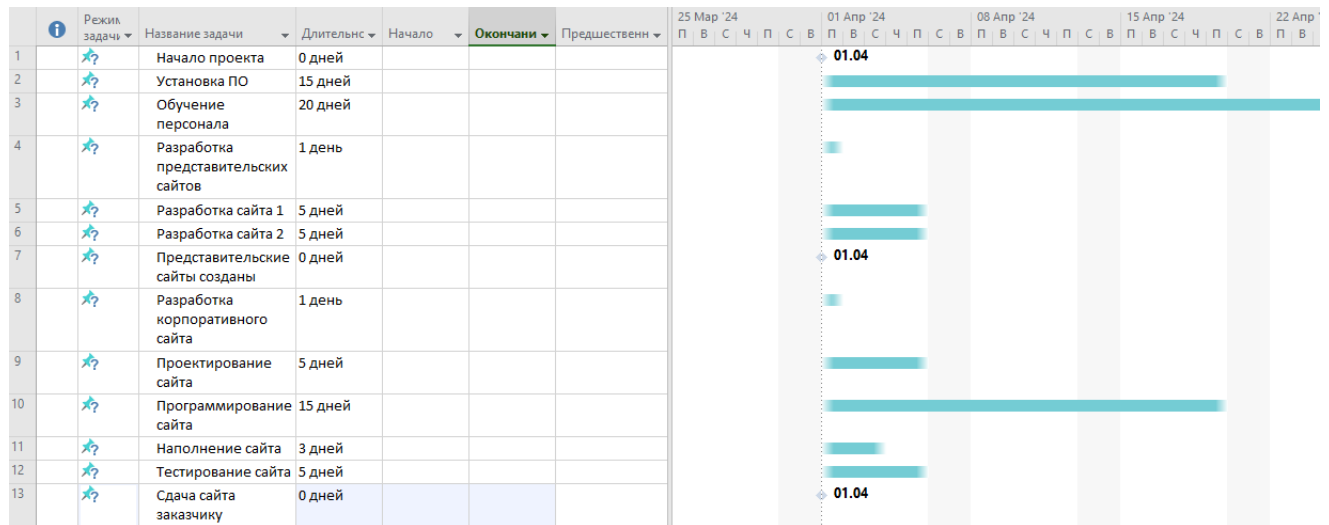 25 Мар '24 01 Апр '24 08 Апр '24 15 Апр '24 22 Апр '
Режим
задачи Название задачи Длительнс Начало Окончани Предшественн П В С Ч П С В П В С Ч П С В П В С Ч П С В П В С Ч П С В П В
1 Начало проекта 0 дней 01.04
2 Установка ПО 15 дней
3 Обучение 20 дней
персонала
4 Разработка 1 день
представительских
сайтов
5 Разработка сайта 1 5 дней
6 Разработка сайта 2 5 дней
7 Представительские 0 дней 01.04
сайты созданы
8 Разработка 1 день
корпоративного
сайта
9 Проектирование 5 дней
сайта
10 Программирование 15 дней
сайта
11 Наполнение сайта 3 дней
12 Тестирование сайта 5 дней
13 Сдача сайта 0 дней 01.04
заказчику